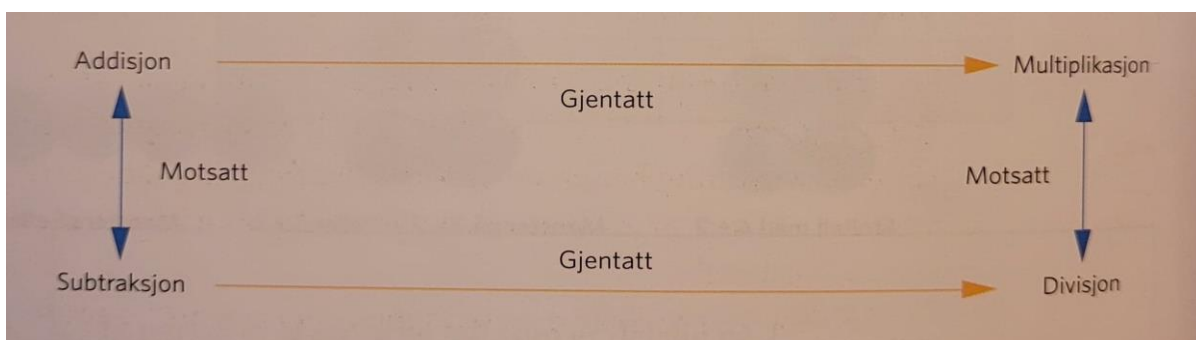 Addisjon
Multiplikasjon
Gjentatt
Motsatt
Motsatt
Gjentatt
Subtraksjon
Divisjon